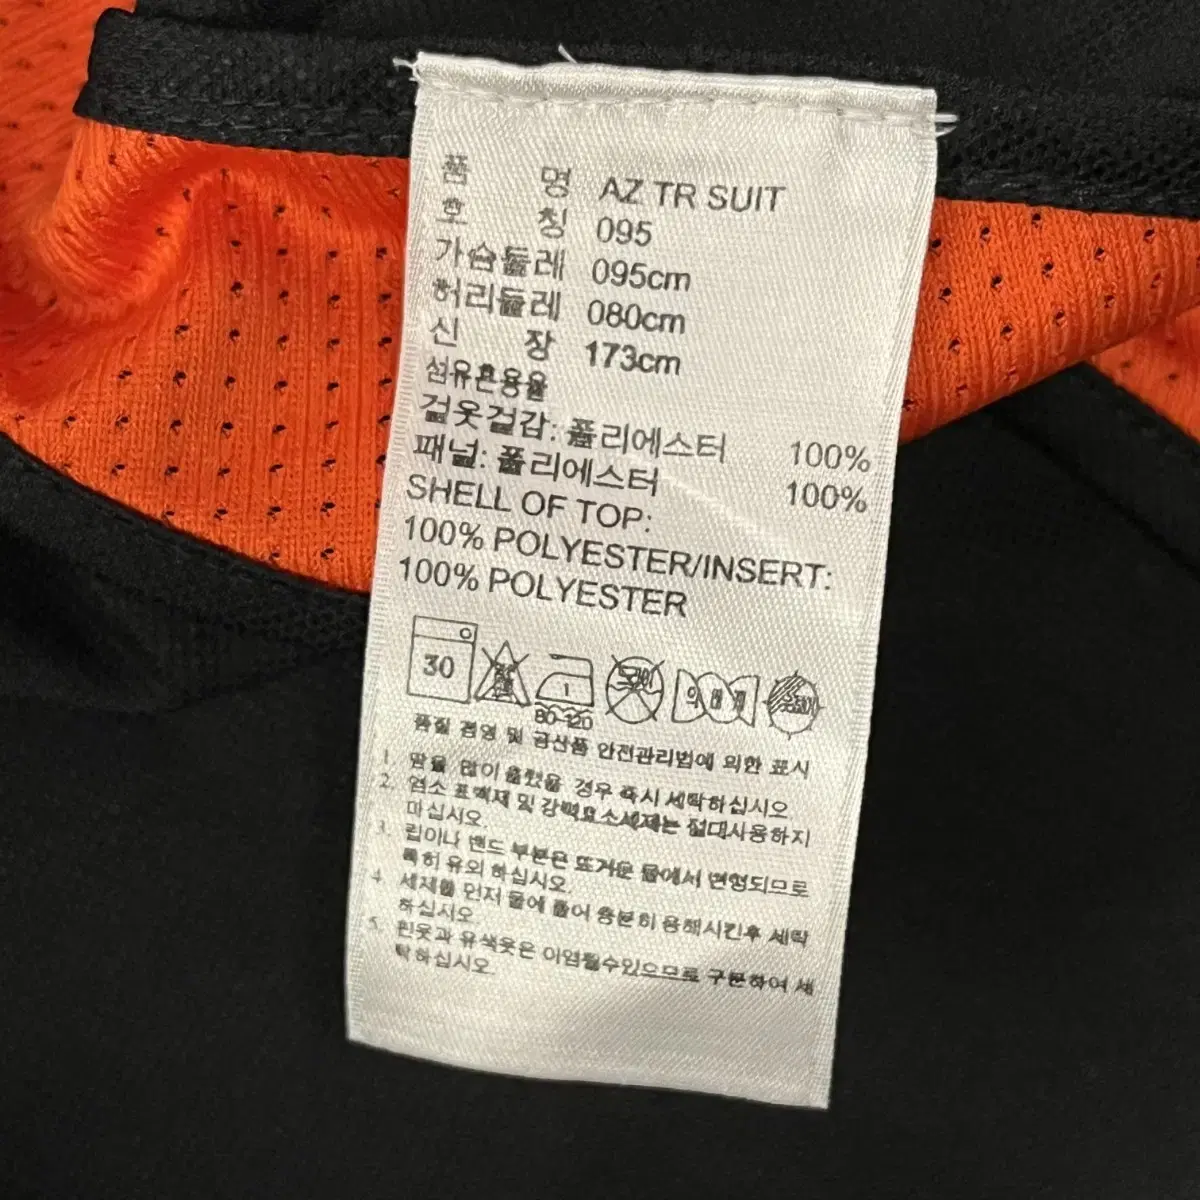 품 명 AZ TR SUIT
호 칭 095
가슴둘레 095cm
허리둘레 080cm
신 장 173cm
섬유혼용율
겉옷겉감: 폴리에스터 100%
패널: 폴리에스터 100%
SHELL OF TOP:
100% POLYESTER/INSERT:
100% POLYESTER
30 1 드라이
80-120
품질 경영 및 공산품 안전관리법에 의한 표시
1. 땀을 많이 흘렸을 경우 즉시 세탁하십시오
2. 염소 표백제 및 강력효소세제는 절대사용하지
마십시오.
3. 립이나 밴드 부분은 뜨거운 물에서 변형되므로
특히 유의 하십시오.
4. 세제를 먼저 물에 풀어 충분히 용해시킨후 세탁
하십시오.
5. 흰옷과 유색옷은 이염될수있으므로 구분하여 세
탁하십시오.